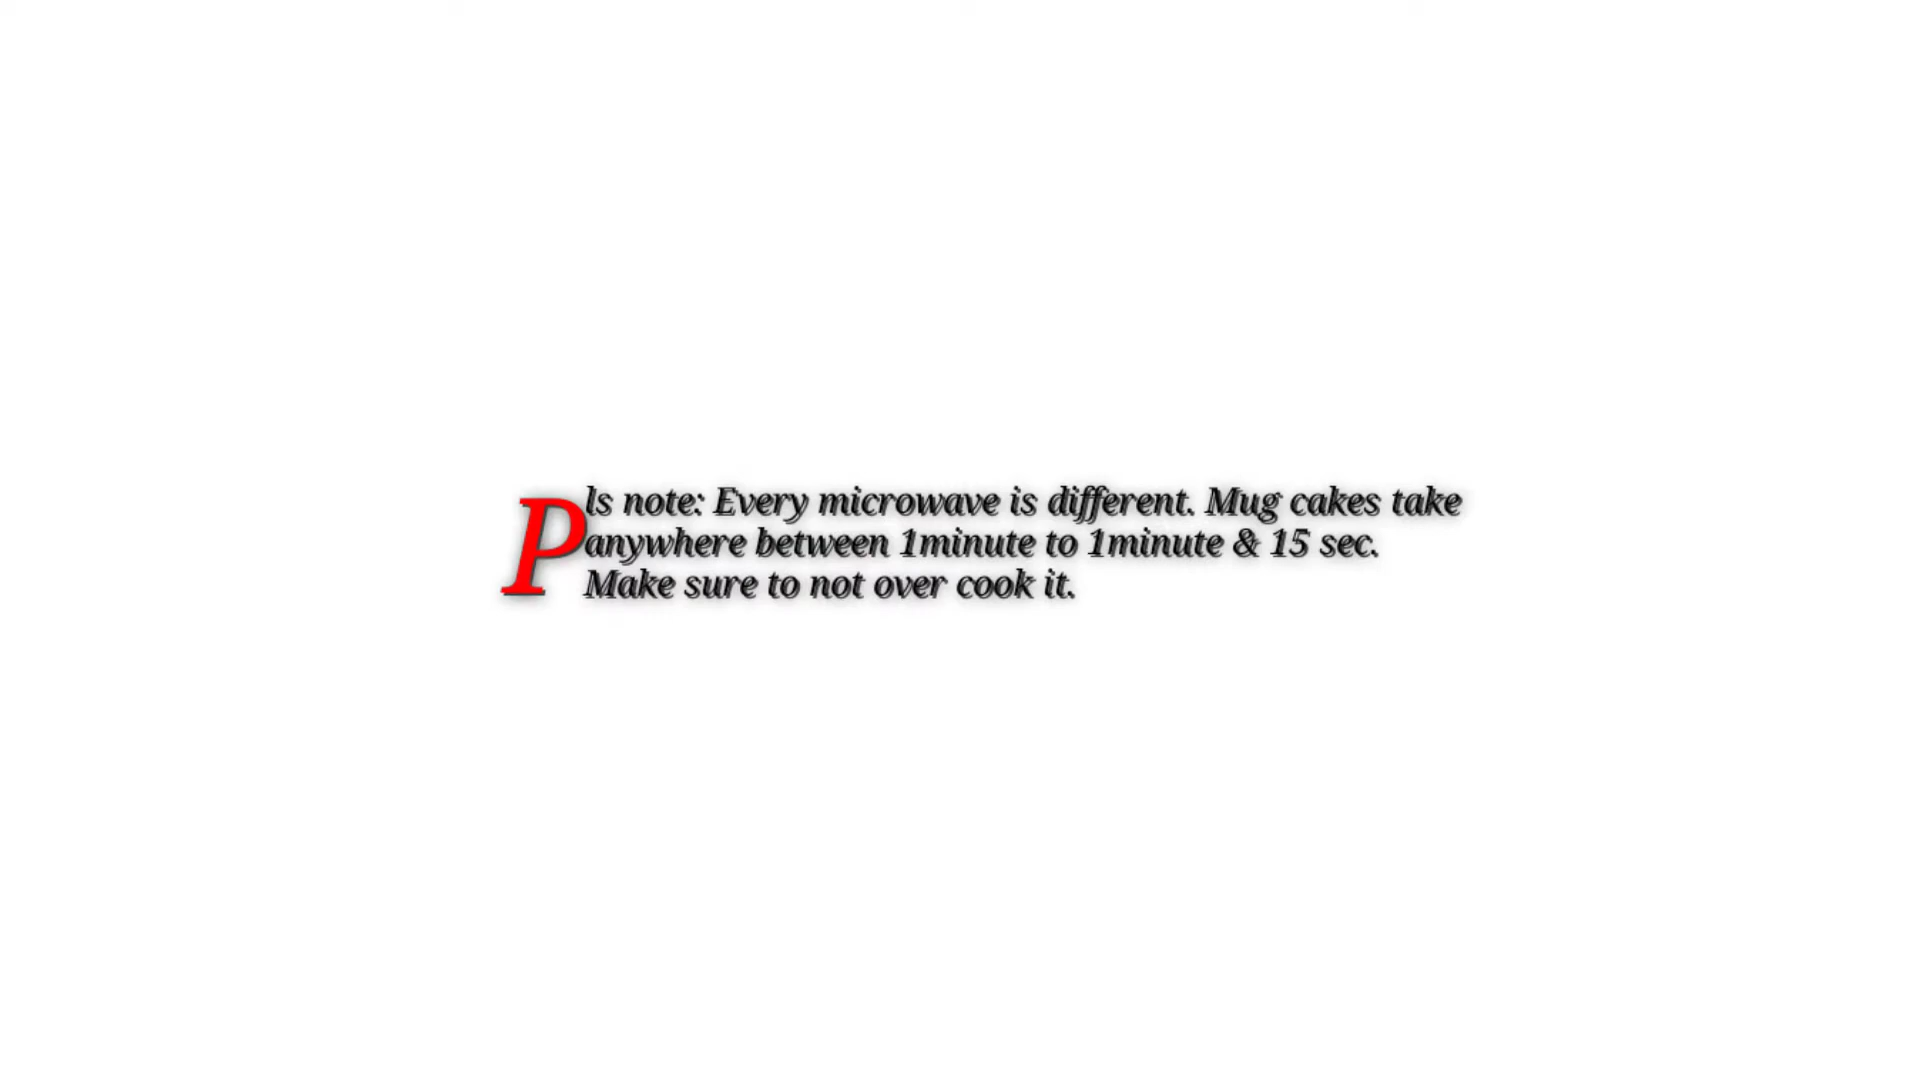 Pls note: Every microwave is different. Mug cakes take
anywhere between 1minute to 1minute & 15 sec.
Make sure to not over cook it.